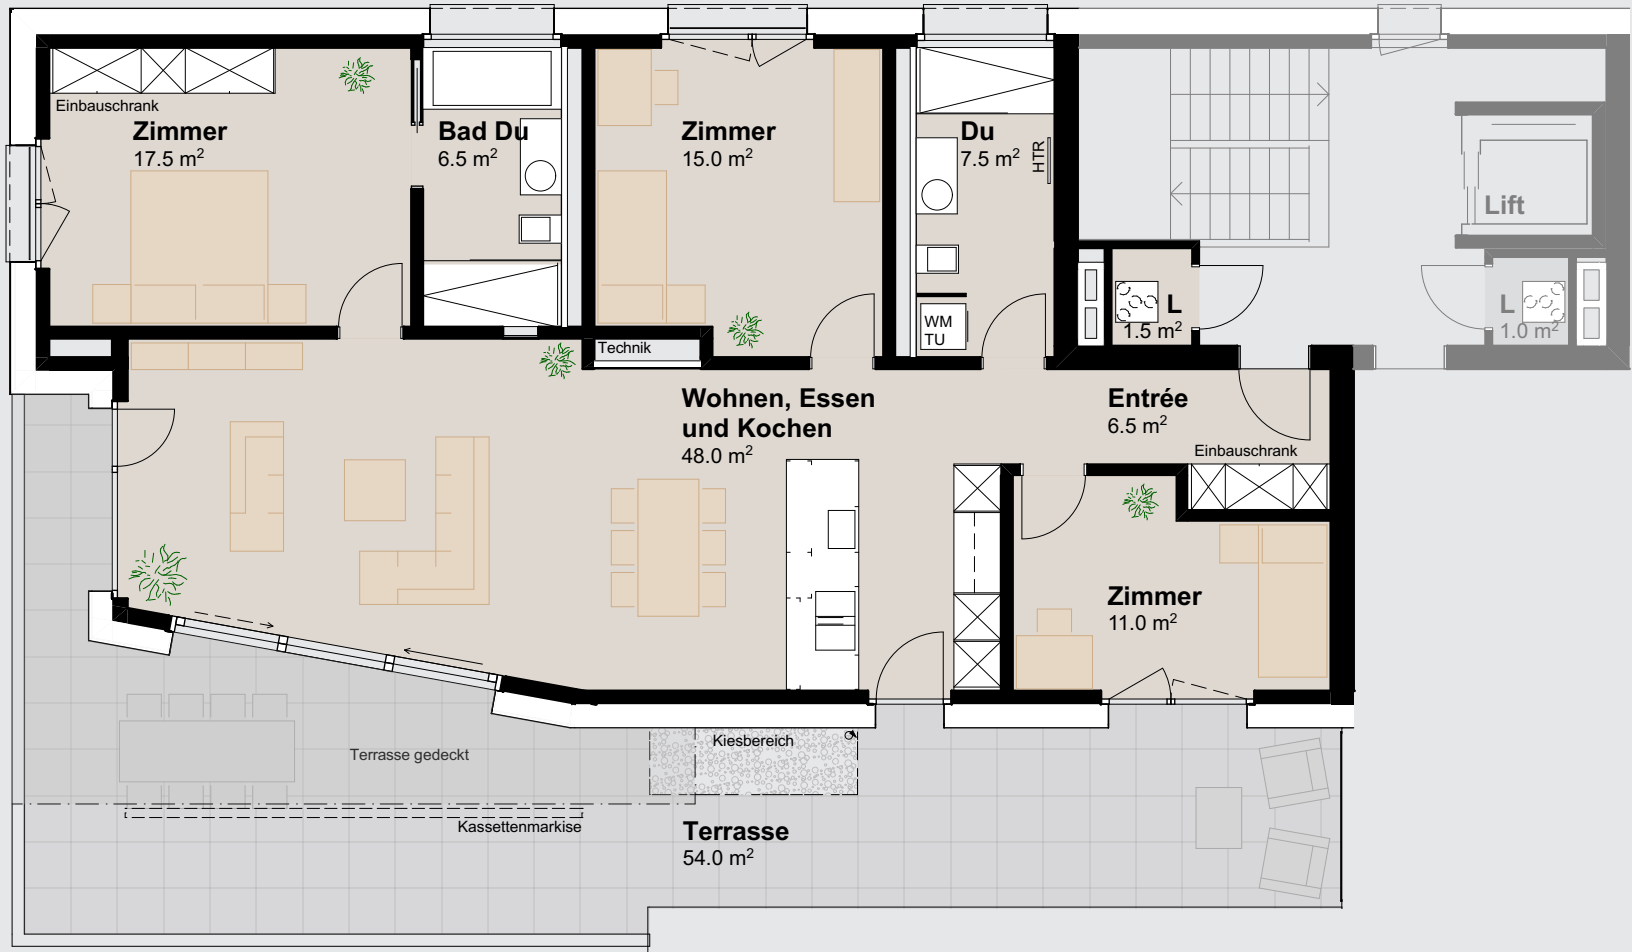 Einbauschrank
Zimmer
17.5 m²
Bad Du
6.5 m²
Zimmer
15.0 m²
Du
7.5 m²
HTR
Lift
WM
TU
L
1.5 m²
L
1.0 m²
Technik
Wohnen, Essen
und Kochen
48.0 m²
Entrée
6.5 m²
Einbauschrank
Zimmer
11.0 m²
Kiesbereich
Terrasse gedeckt
Kassettenmarkise
Terrasse
54.0 m²